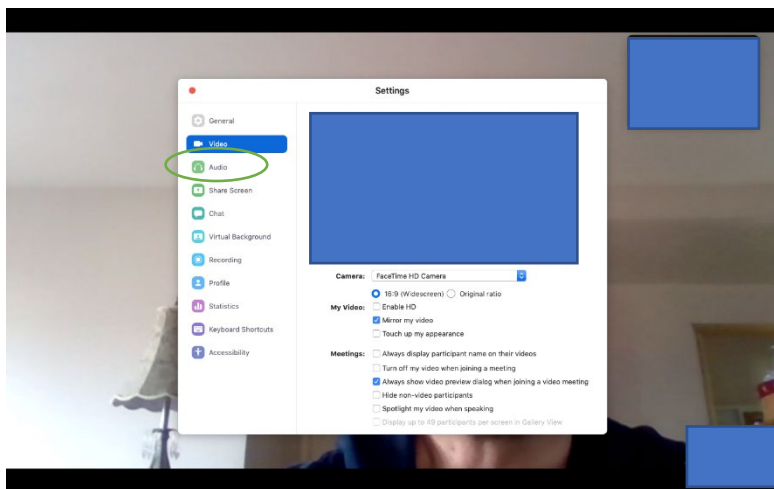 Settings
General
Video
Audio
Share Screen
Chat
Virtual Background
Recording
Profile
Statistics
Keyboard Shortcuts
Accessibility
Camera: FaceTime HD Camera
16:9 (Widescreen) Original ratio
My Video: Enable HD
Mirror my video
Touch up my appearance
Meetings: Always display participant name on their videos
Turn off my video when joining a meeting
Always show video preview dialog when joining a video meeting
Hide non-video participants
Spotlight my video when speaking
Display up to 49 participants per screen in Gallery View